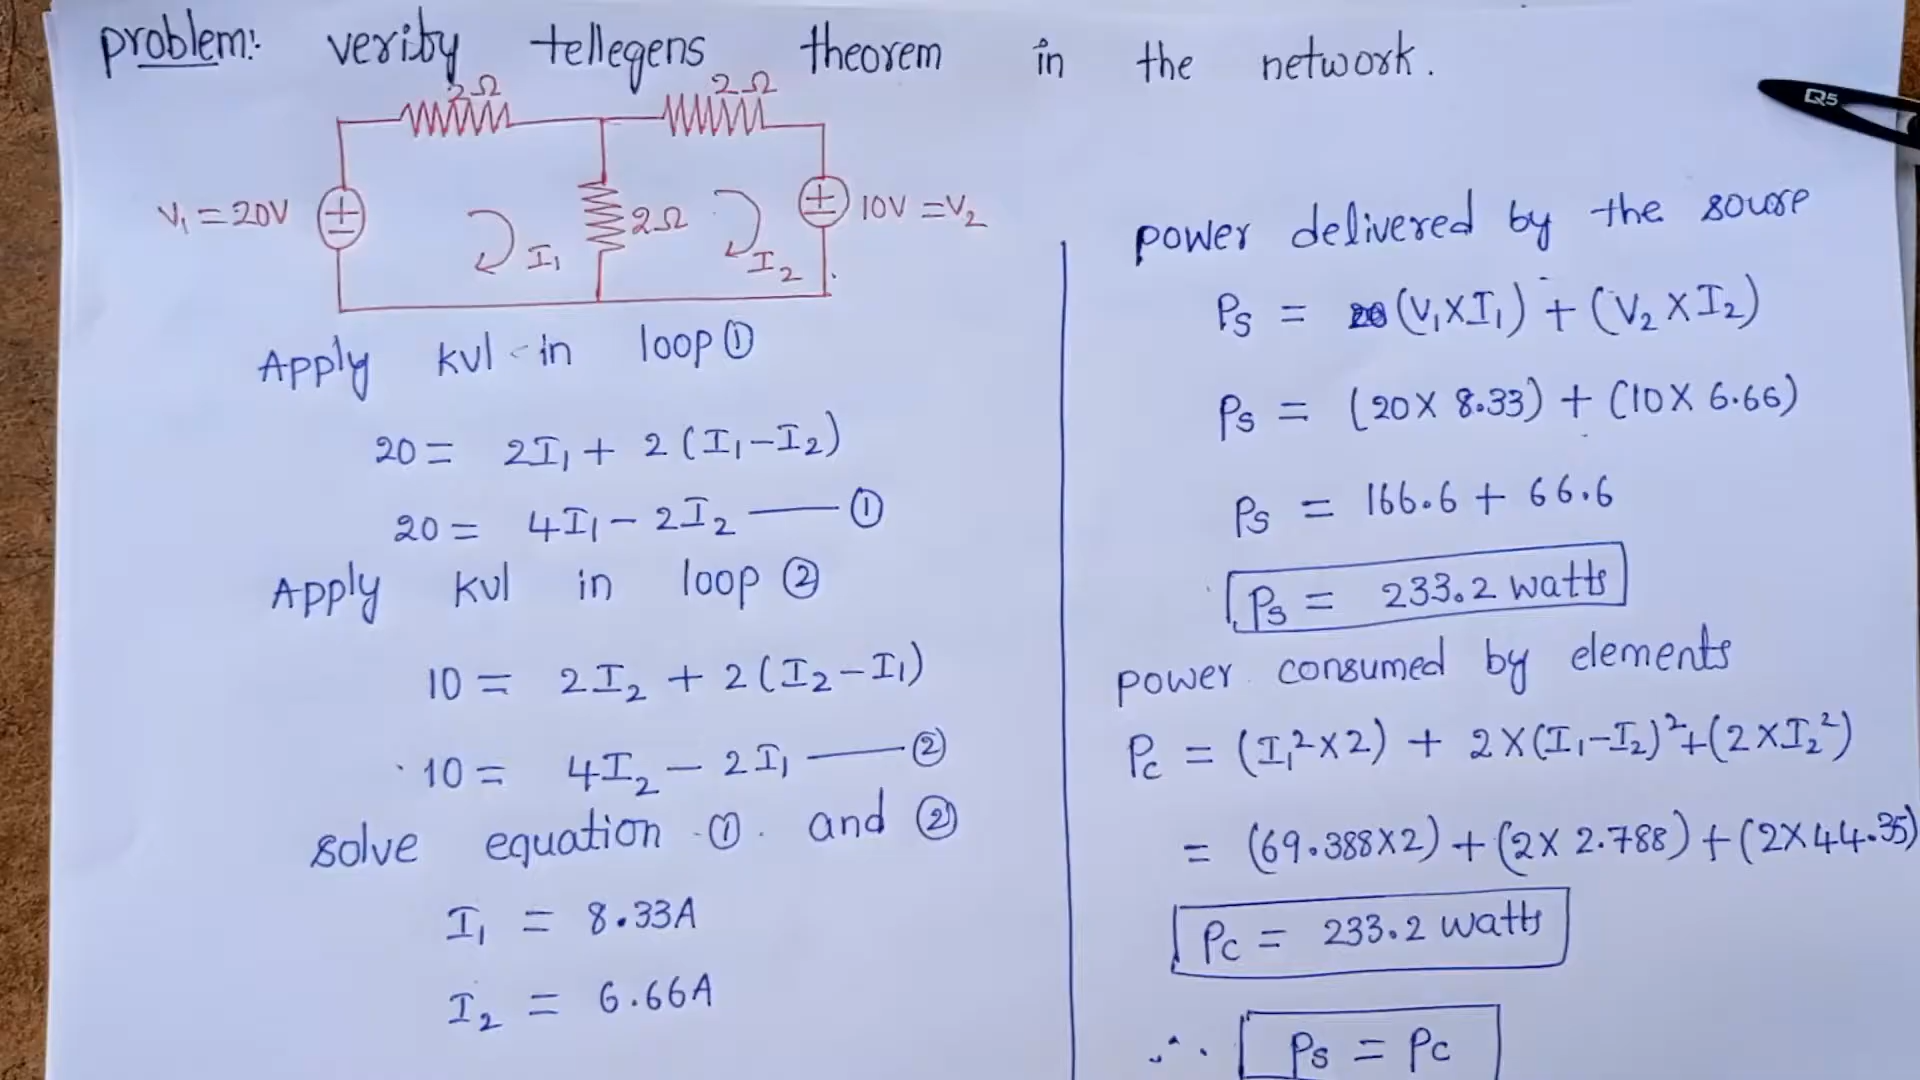 problem:- verify tellegens theorem in the network.
2Ω
2Ω
V₁ = 20V
+
−
I₁
2Ω
I₂
+
−
10V = V₂
Apply kvl in loop ①
20 = 2I₁ + 2(I₁-I₂)
20 = 4I₁ - 2I₂ —— ①
Apply kvl in loop ②
10 = 2I₂ + 2(I₂-I₁)
10 = 4I₂ - 2I₁ —— ②
solve equation ① and ②
I₁ = 8.33A
I₂ = 6.66A
power delivered by the sourse
Ps = (V₁×I₁) + (V₂×I₂)
Ps = (20×8.33) + (10×6.66)
Ps = 166.6 + 66.6
Ps = 233.2 watts
power consumed by elements
Pc = (I₁²×2) + 2×(I₁-I₂)²+(2×I₂²)
= (69.388×2) + (2×2.788) + (2×44.35)
Pc = 233.2 watts
∴ Ps = Pc
Q5